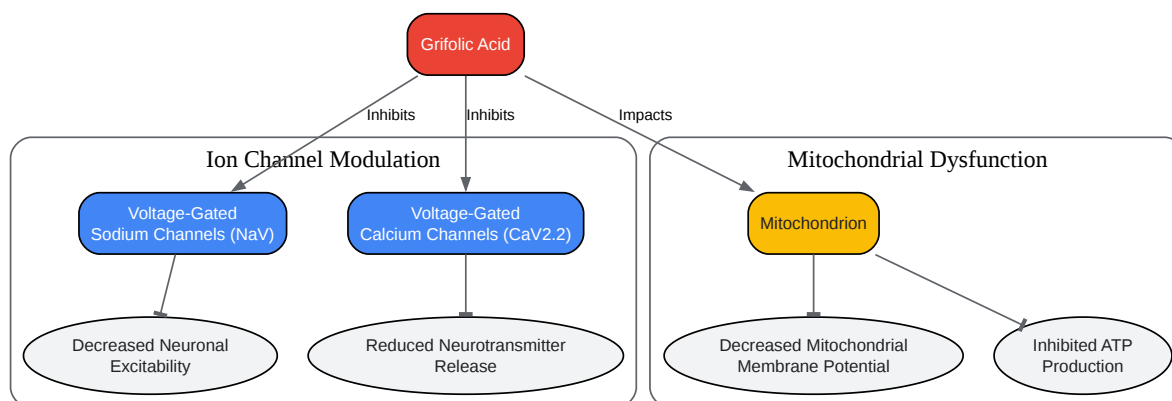 Grifolic Acid
Inhibits
Inhibits
Impacts
Ion Channel Modulation
Mitochondrial Dysfunction
Voltage-Gated
Sodium Channels (NaV)
Voltage-Gated
Calcium Channels (CaV2.2)
Mitochondrion
Decreased Neuronal
Excitability
Reduced Neurotransmitter
Release
Decreased Mitochondrial
Membrane Potential
Inhibited ATP
Production